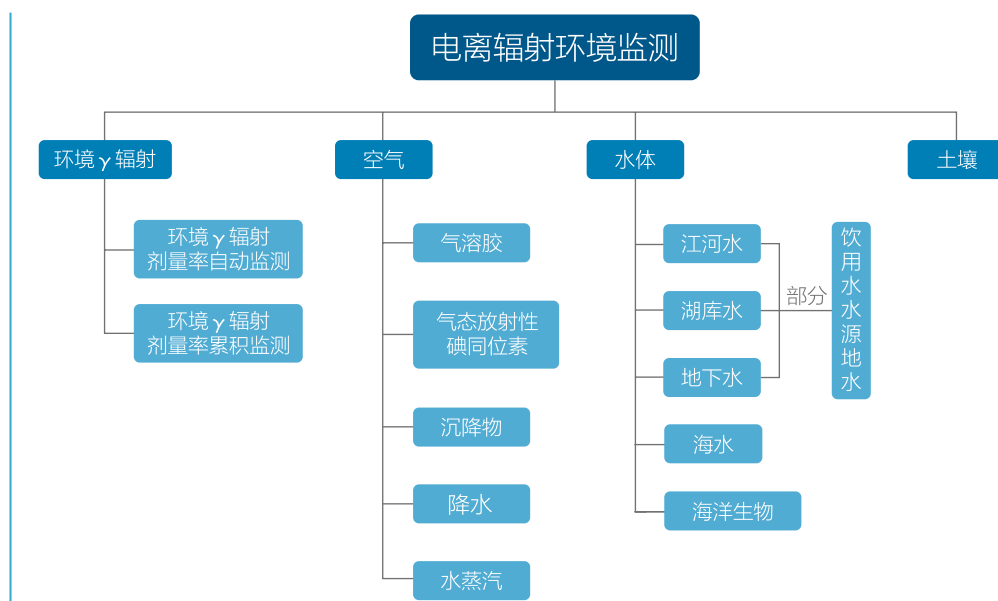 电离辐射环境监测
环境γ辐射
空气
水体
土壤
环境γ辐射
剂量率自动监测
环境γ辐射
剂量率累积监测
气溶胶
气态放射性
碘同位素
沉降物
降水
水蒸汽
江河水
湖库水
地下水
海水
海洋生物
部分
饮用水水源地水